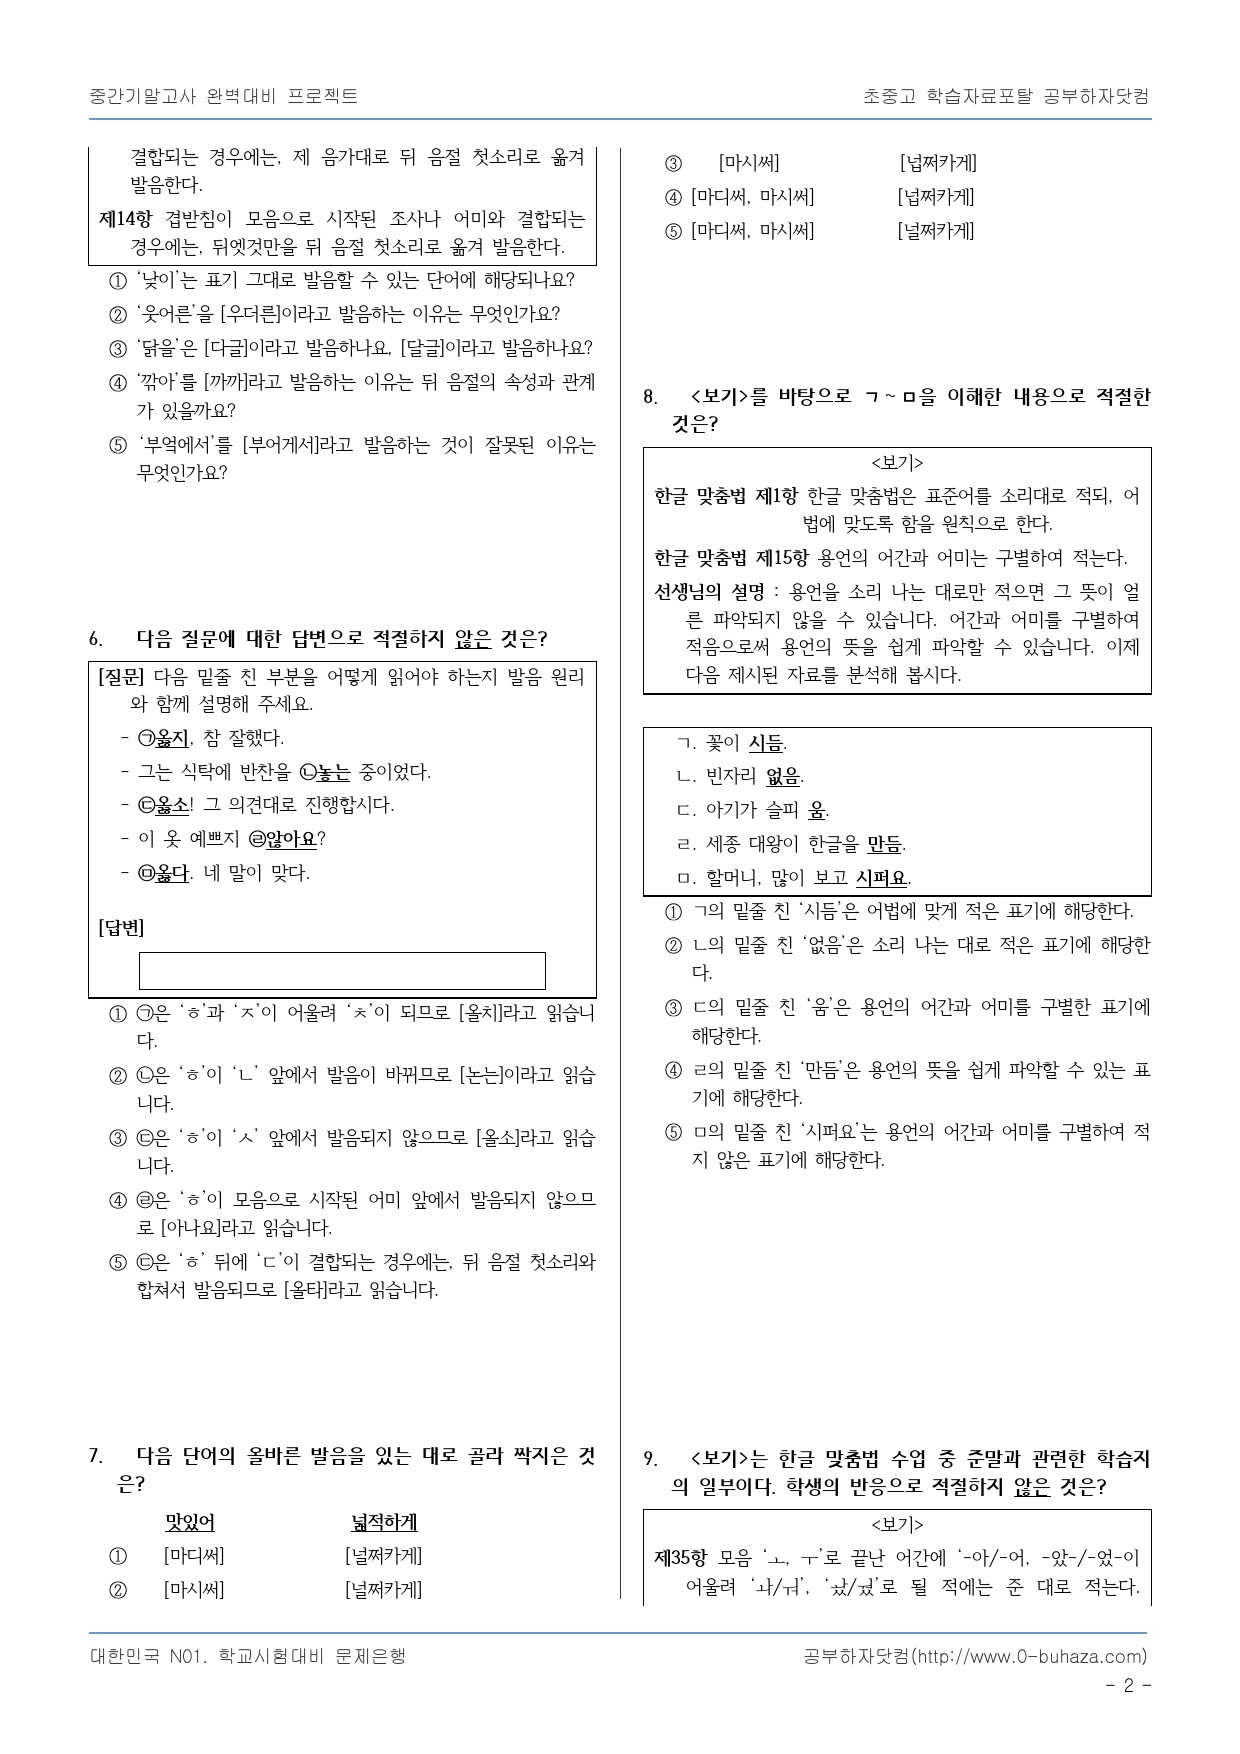 중간기말고사 완벽대비 프로젝트
초중고 학습자료포탈 공부하자닷컴
결합되는 경우에는, 제 음가대로 뒤 음절 첫소리로 옮겨
발음한다.
제14항 겹받침이 모음으로 시작된 조사나 어미와 결합되는
경우에는, 뒤엣것만을 뒤 음절 첫소리로 옮겨 발음한다.
① ‘낮이’는 표기 그대로 발음할 수 있는 단어에 해당되나요?
② ‘웃어른’을 [우더른]이라고 발음하는 이유는 무엇인가요?
③ ‘닭을’은 [다글]이라고 발음하나요, [달글]이라고 발음하나요?
④ ‘깎아’를 [까까]라고 발음하는 이유는 뒤 음절의 속성과 관계
가 있을까요?
⑤ ‘부엌에서’를 [부어게서]라고 발음하는 것이 잘못된 이유는
무엇인가요?
6. 다음 질문에 대한 답변으로 적절하지 않은 것은?
[질문] 다음 밑줄 친 부분을 어떻게 읽어야 하는지 발음 원리
와 함께 설명해 주세요.
- ㉠옳지, 참 잘했다.
- 그는 식탁에 반찬을 ㉡놓는 중이었다.
- ㉢옳소! 그 의견대로 진행합시다.
- 이 옷 예쁘지 ㉣않아요?
- ㉤옳다. 네 말이 맞다.
[답변]
① ㉠은 ‘ㅎ’과 ‘ㅈ’이 어울려 ‘ㅊ’이 되므로 [올치]라고 읽습니
다.
② ㉡은 ‘ㅎ’이 ‘ㄴ’ 앞에서 발음이 바뀌므로 [논는]이라고 읽습
니다.
③ ㉢은 ‘ㅎ’이 ‘ㅅ’ 앞에서 발음되지 않으므로 [올소]라고 읽습
니다.
④ ㉣은 ‘ㅎ’이 모음으로 시작된 어미 앞에서 발음되지 않으므
로 [아나요]라고 읽습니다.
⑤ ㉢은 ‘ㅎ’ 뒤에 ‘ㄷ’이 결합되는 경우에는, 뒤 음절 첫소리와
합쳐서 발음되므로 [올타]라고 읽습니다.
7. 다음 단어의 올바른 발음을 있는 대로 골라 짝지은 것
은?
맛있어 넓적하게
① [마디써] [널쩌카게]
② [마시써] [널쩌카게]
③ [마시써] [넙쩌카게]
④ [마디써, 마시써] [넙쩌카게]
⑤ [마디써, 마시써] [널쩌카게]
8. <보기>를 바탕으로 ㄱ~ㅁ을 이해한 내용으로 적절한
것은?
<보기>
한글 맞춤법 제1항 한글 맞춤법은 표준어를 소리대로 적되, 어
법에 맞도록 함을 원칙으로 한다.
한글 맞춤법 제15항 용언의 어간과 어미는 구별하여 적는다.
선생님의 설명 : 용언을 소리 나는 대로만 적으면 그 뜻이 얼
른 파악되지 않을 수 있습니다. 어간과 어미를 구별하여
적음으로써 용언의 뜻을 쉽게 파악할 수 있습니다. 이제
다음 제시된 자료를 분석해 봅시다.
ㄱ. 꽃이 시듬.
ㄴ. 빈자리 없음.
ㄷ. 아기가 슬피 움.
ㄹ. 세종 대왕이 한글을 만듬.
ㅁ. 할머니, 많이 보고 시퍼요.
① ㄱ의 밑줄 친 ‘시듬’은 어법에 맞게 적은 표기에 해당한다.
② ㄴ의 밑줄 친 ‘없음’은 소리 나는 대로 적은 표기에 해당한
다.
③ ㄷ의 밑줄 친 ‘움’은 용언의 어간과 어미를 구별한 표기에
해당한다.
④ ㄹ의 밑줄 친 ‘만듬’은 용언의 뜻을 쉽게 파악할 수 있는 표
기에 해당한다.
⑤ ㅁ의 밑줄 친 ‘시퍼요’는 용언의 어간과 어미를 구별하여 적
지 않은 표기에 해당한다.
9. <보기>는 한글 맞춤법 수업 중 준말과 관련한 학습지
의 일부이다. 학생의 반응으로 적절하지 않은 것은?
<보기>
제35항 모음 ‘ㅗ, ㅜ’로 끝난 어간에 ‘-아/-어, -았-/-었-이
어울려 ‘ㅘ/ㅝ’, ‘ㅘㅆ/ㅝㅆ’로 될 적에는 준 대로 적는다.
대한민국 N01. 학교시험대비 문제은행
공부하자닷컴(http://www.0-buhaza.com)
- 2 -